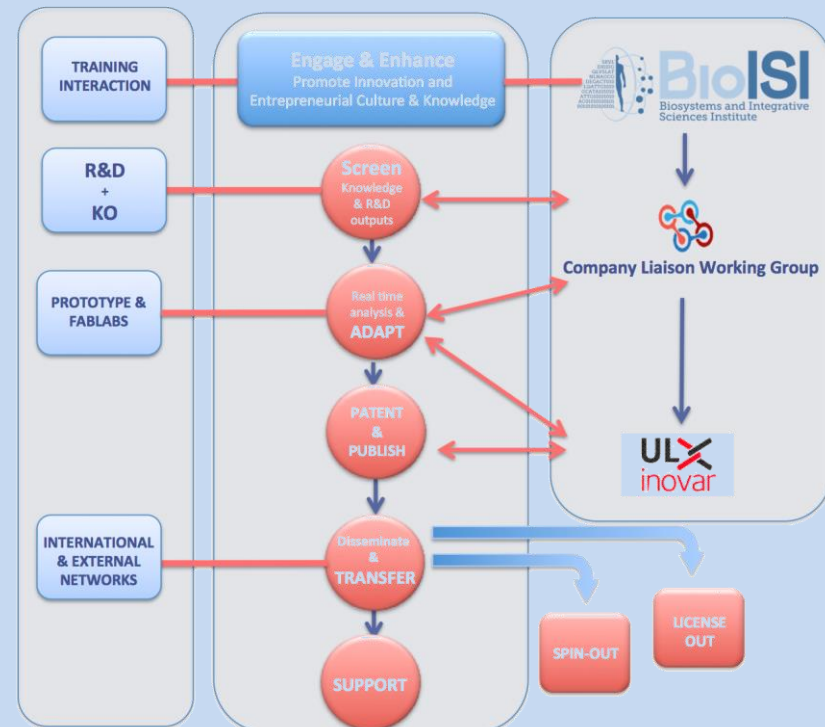 TRAINING
INTERACTION
Engage & Enhance
Promote Innovation and
Entrepreneurial Culture & Knowledge
BioISI
Biosystems and Integrative
Sciences Institute
R&D
+
KO
Screen
Knowledge
& R&D
outputs
Company Liaison Working Group
PROTOTYPE &
FABLABS
Real time
analysis &
ADAPT
PATENT
&
PUBLISH
ULX
inovar
INTERNATIONAL
& EXTERNAL
NETWORKS
Disseminate
&
TRANSFER
LICENSE
OUT
SPIN-OUT
SUPPORT